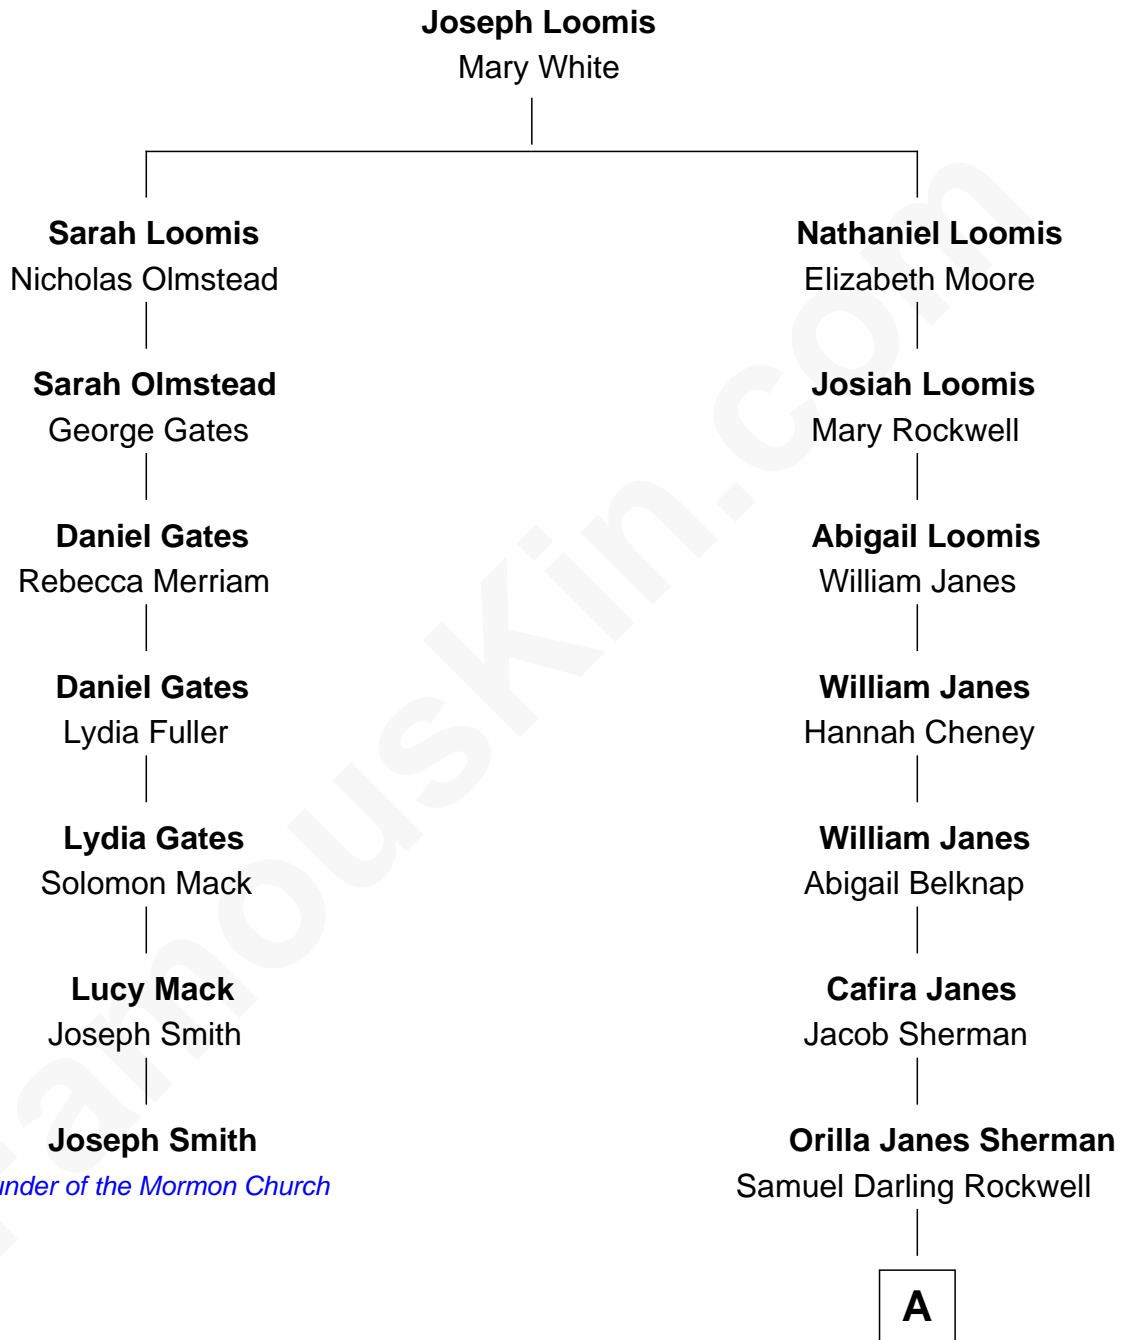 Joseph Loomis
Mary White
Sarah Loomis
Nicholas Olmstead
Sarah Olmstead
George Gates
Daniel Gates
Rebecca Merriam
Daniel Gates
Lydia Fuller
Lydia Gates
Solomon Mack
Lucy Mack
Joseph Smith
Joseph Smith
under of the Mormon Church
Nathaniel Loomis
Elizabeth Moore
Josiah Loomis
Mary Rockwell
Abigail Loomis
William Janes
William Janes
Hannah Cheney
William Janes
Abigail Belknap
Cafira Janes
Jacob Sherman
Orilla Janes Sherman
Samuel Darling Rockwell
A
FamousKin.com